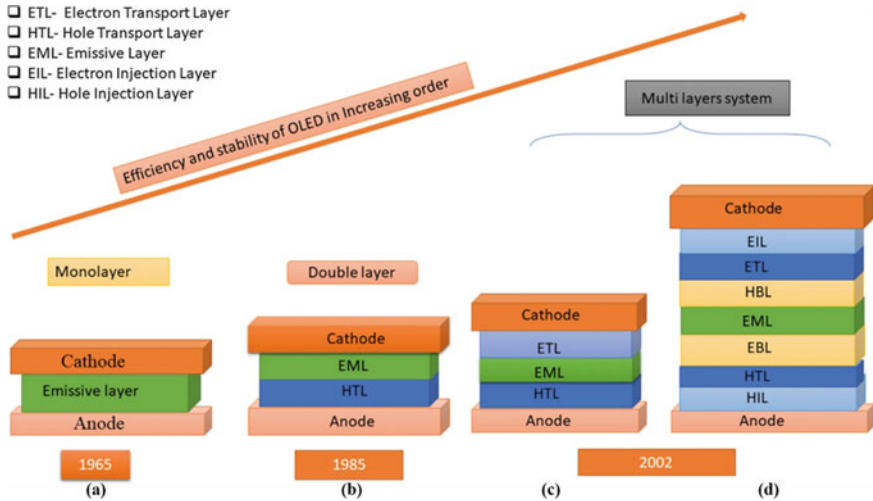 ETL- Electron Transport Layer
HTL- Hole Transport Layer
EML- Emissive Layer
EIL- Electron Injection Layer
HIL- Hole Injection Layer
Efficiency and stability of OLED in Increasing order
Multi layers system
Monolayer
Double layer
Cathode
Emissive layer
Anode
1965
(a)
Cathode
EML
HTL
Anode
1985
(b)
Cathode
ETL
EML
HTL
Anode
(c)
2002
Cathode
EIL
ETL
HBL
EML
EBL
HTL
HIL
Anode
(d)